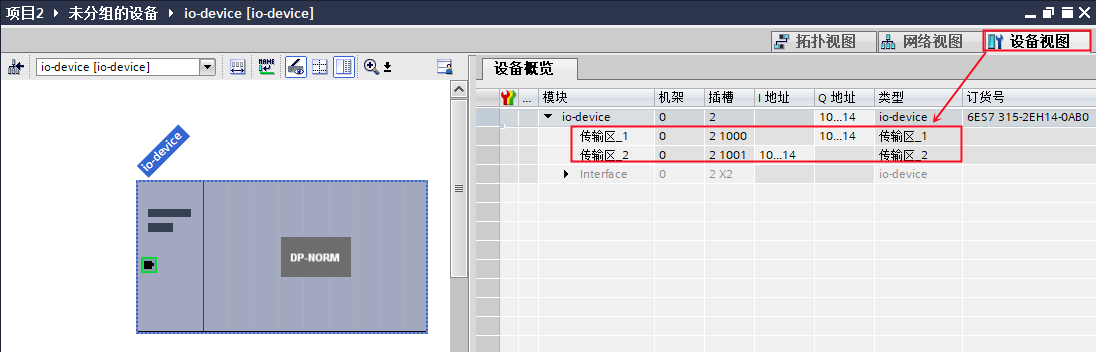 项目2 ▸ 未分组的设备 ▸ io-device [io-device]
拓扑视图 网络视图 设备视图
io-device [io-device]
NAME
设备概览
... 模块 机架 插槽 I 地址 Q 地址 类型 订货号
io-device 0 2 10...14 io-device 6ES7 315-2EH14-0AB0
传输区_1 0 2 1000 10...14 传输区_1
传输区_2 0 2 1001 10...14 传输区_2
Interface 0 2 X2 io-device
io-device
DP-NORM